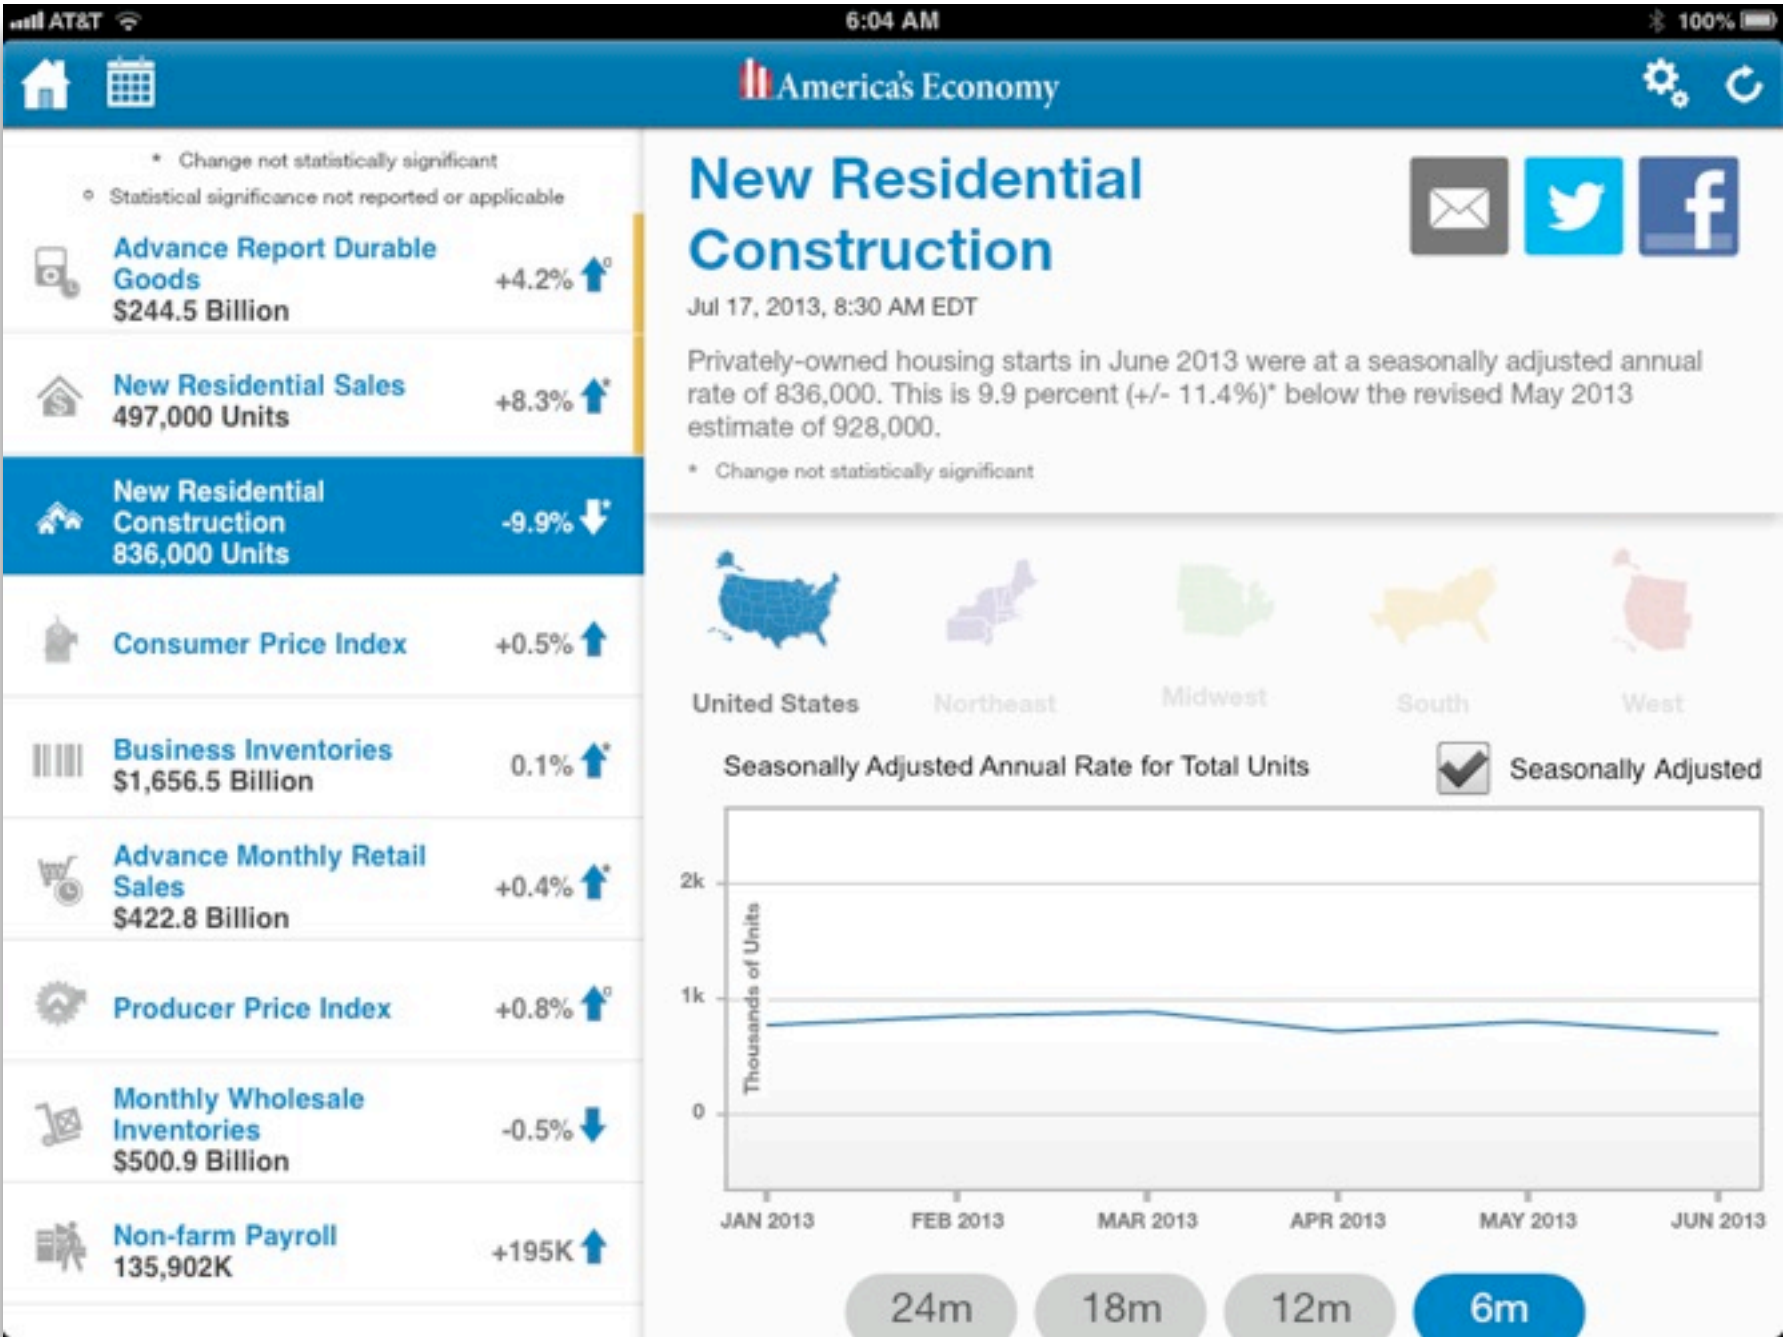 AT&T
6:04 AM
100%
America's Economy
* Change not statistically significant
o Statistical significance not reported or applicable
Advance Report Durable
Goods
$244.5 Billion
+4.2% o
New Residential Sales
497,000 Units
+8.3% *
New Residential
Construction
836,000 Units
-9.9% *
Consumer Price Index
+0.5%
Business Inventories
$1,656.5 Billion
0.1% *
Advance Monthly Retail
Sales
$422.8 Billion
+0.4% *
Producer Price Index
+0.8% o
Monthly Wholesale
Inventories
$500.9 Billion
-0.5%
Non-farm Payroll
135,902K
+195K
New Residential
Construction
f
Jul 17, 2013, 8:30 AM EDT
Privately-owned housing starts in June 2013 were at a seasonally adjusted annual
rate of 836,000. This is 9.9 percent (+/- 11.4%)* below the revised May 2013
estimate of 928,000.
* Change not statistically significant
United States
Northeast
Midwest
South
West
Seasonally Adjusted Annual Rate for Total Units
Seasonally Adjusted
2k
1k
0
Thousands of Units
JAN 2013
FEB 2013
MAR 2013
APR 2013
MAY 2013
JUN 2013
24m
18m
12m
6m